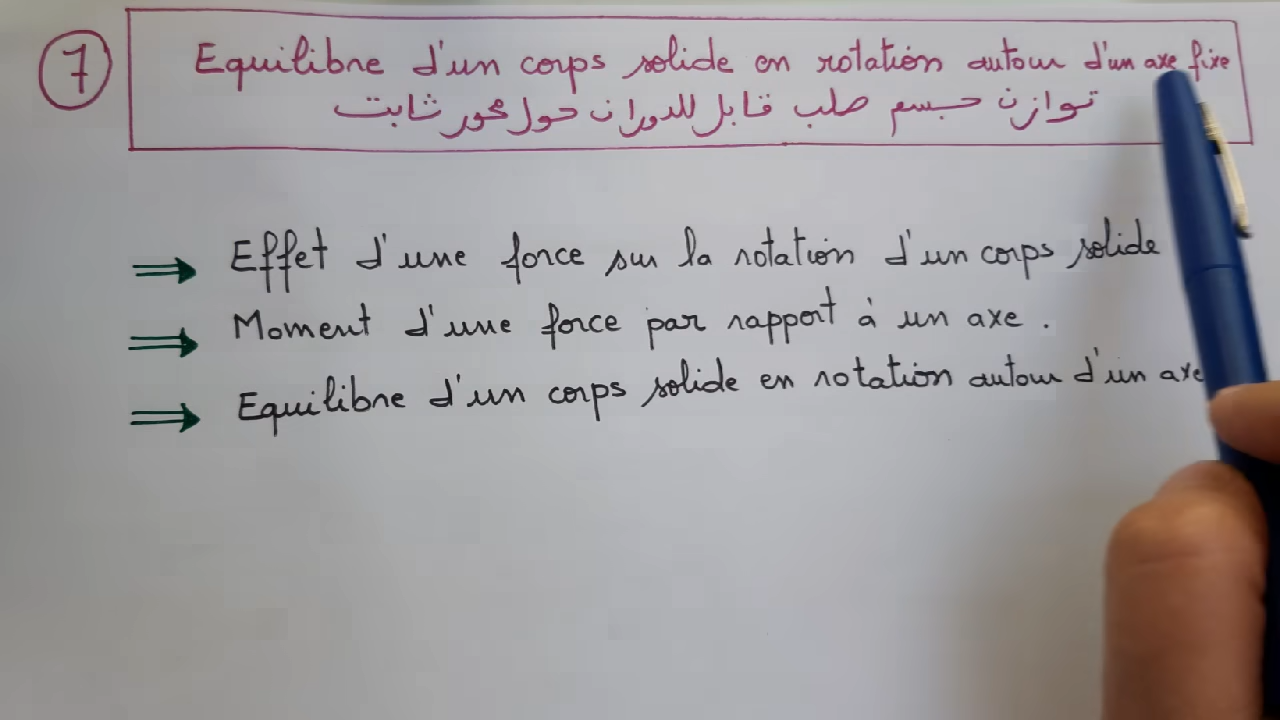 7
Equilibre d'un corps solide en rotation autour d'un axe fixe
توازن جسم صلب قابل للدوران حول محور ثابت
⇒ Effet d'une force sur la rotation d'un corps solide
⇒ Moment d'une force par rapport à un axe.
⇒ Equilibre d'un corps solide en rotation autour d'un axe